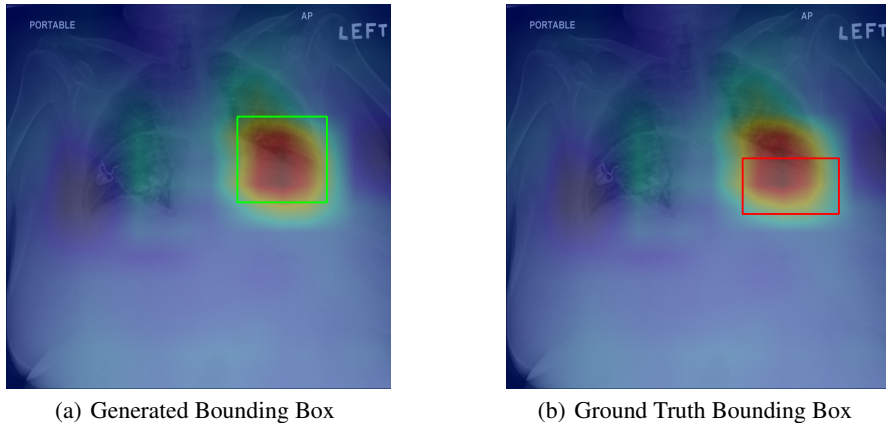 PORTABLE
AP
LEFT
PORTABLE
AP
LEFT
(a) Generated Bounding Box
(b) Ground Truth Bounding Box